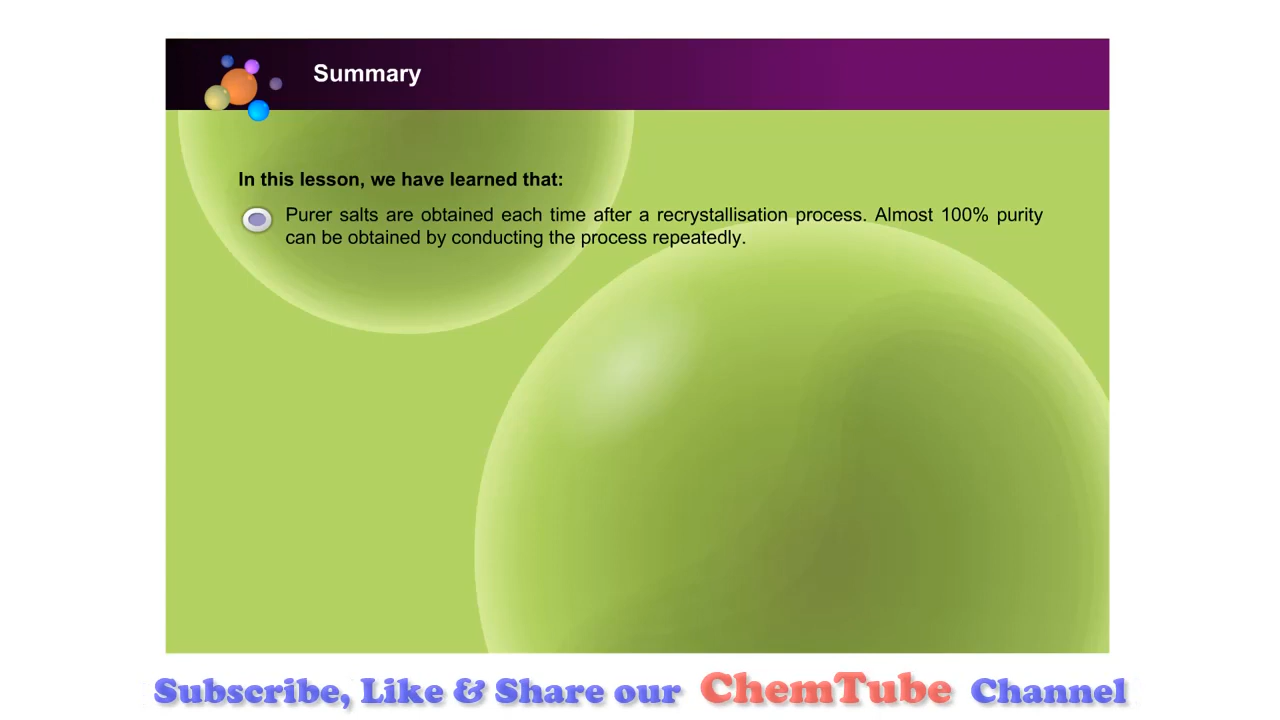 Summary
In this lesson, we have learned that:
Purer salts are obtained each time after a recrystallisation process. Almost 100% purity
can be obtained by conducting the process repeatedly.
Subscribe, Like & Share our ChemTube Channel